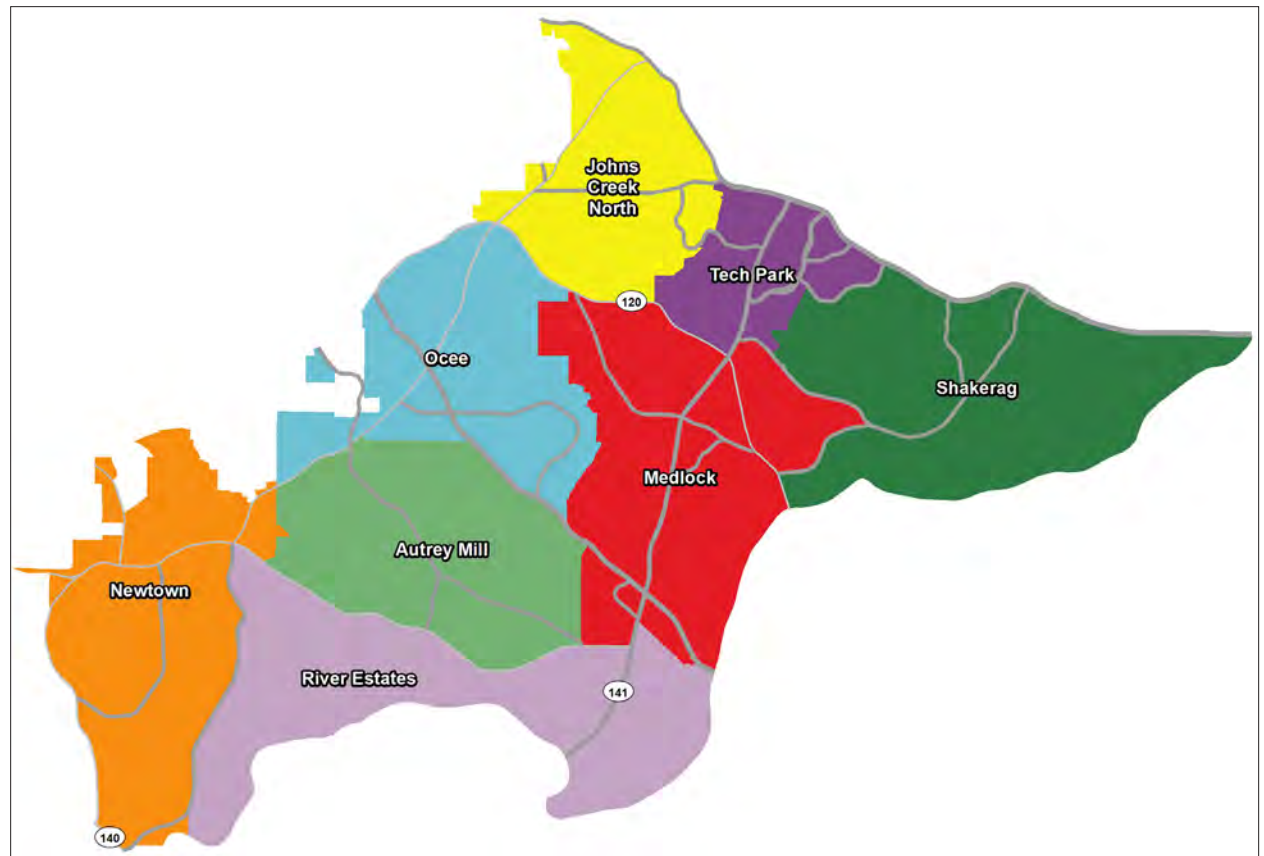 Johns
Creek
North
Tech Park
120
Ocee
Shakerag
Medlock
Autrey Mill
Newtown
River Estates
141
140